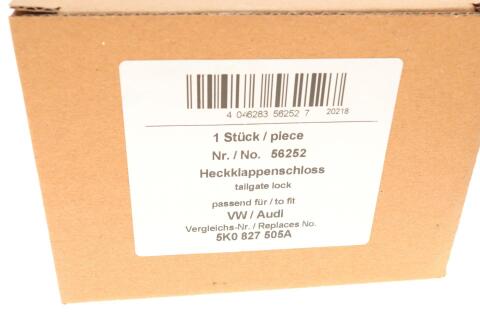 4 046283 56252 7 20218
1 Stück / piece
Nr. / No. 56252
Heckklappenschloss
tailgate lock
passend für / to fit
VW / Audi
Vergleichs-Nr. / Replaces No.
5K0 827 505A